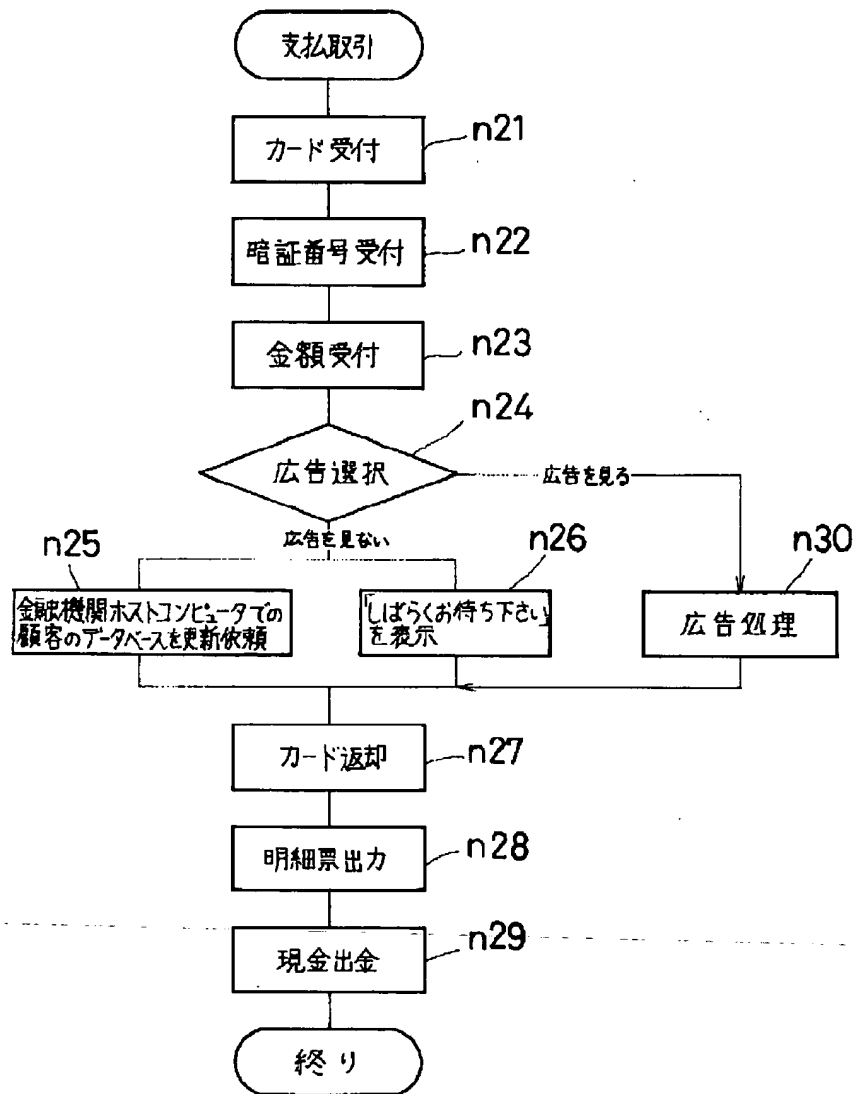 支払取引
カード受付
n21
暗証番号受付
n22
金額受付
n23
n24
広告選択
広告を見る
広告を見ない
n25
n26
n30
金融機関ホストコンピュータでの
顧客のデータベースを更新依頼
「しばらくお待ち下さい」
を表示
広告処理
カード返却
n27
明細票出力
n28
現金出金
n29
終り